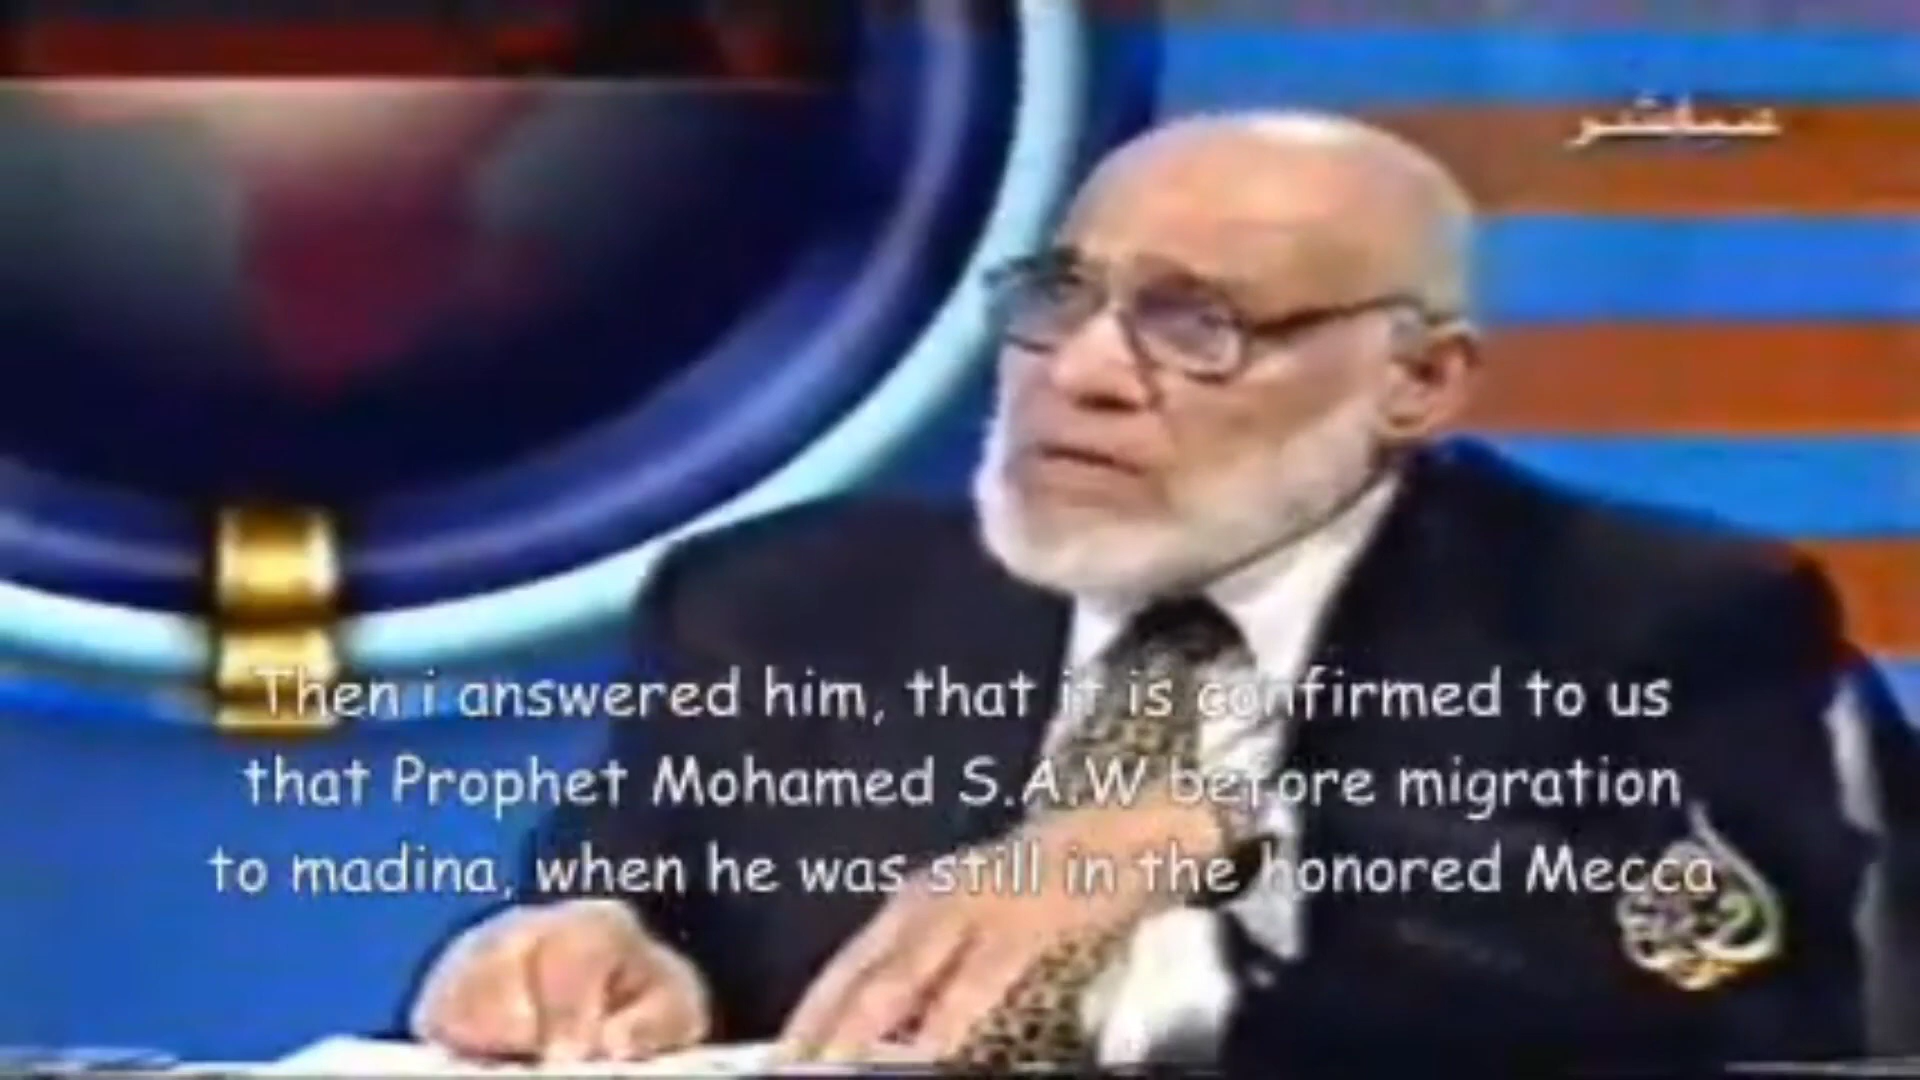 مباشر
Then i answered him, that it is confirmed to us
that Prophet Mohamed S.A.W before migration
to madina, when he was still in the honored Mecca